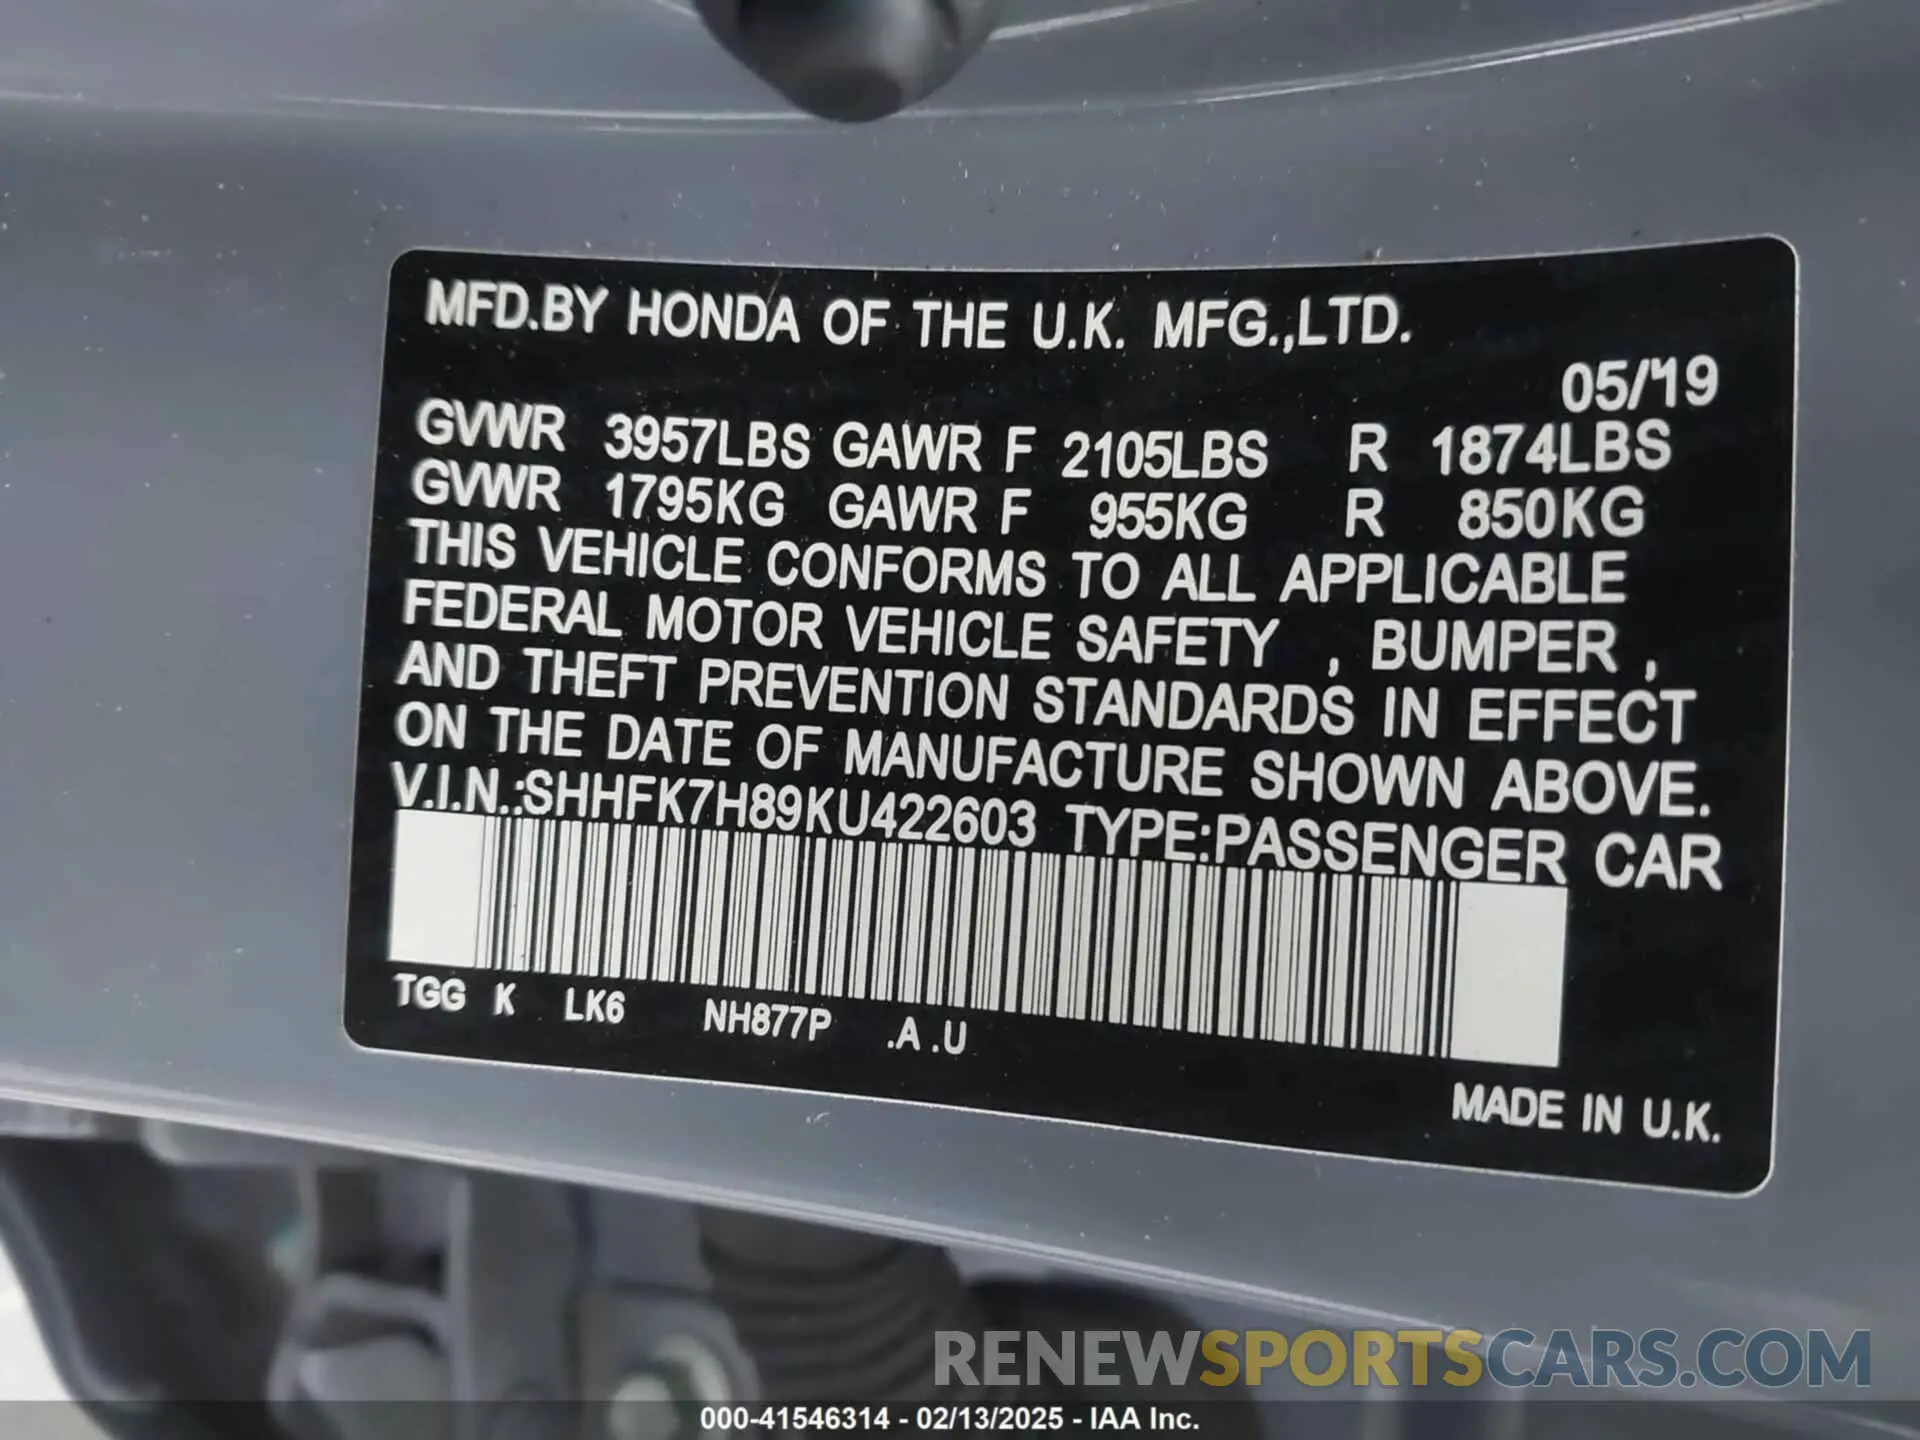 MFD.BY HONDA OF THE U.K. MFG.,LTD.
05/'19
GVWR 3957LBS GAWR F 2105LBS R 1874LBS
GVWR 1795KG GAWR F 955KG R 850KG
THIS VEHICLE CONFORMS TO ALL APPLICABLE
FEDERAL MOTOR VEHICLE SAFETY , BUMPER ,
AND THEFT PREVENTION STANDARDS IN EFFECT
ON THE DATE OF MANUFACTURE SHOWN ABOVE.
V.I.N.:SHHFK7H89KU422603 TYPE:PASSENGER CAR
TGG K LK6 NH877P .A .U
MADE IN U.K.
RENEWSPORTSCARS.COM
000-41546314 - 02/13/2025 - IAA Inc.